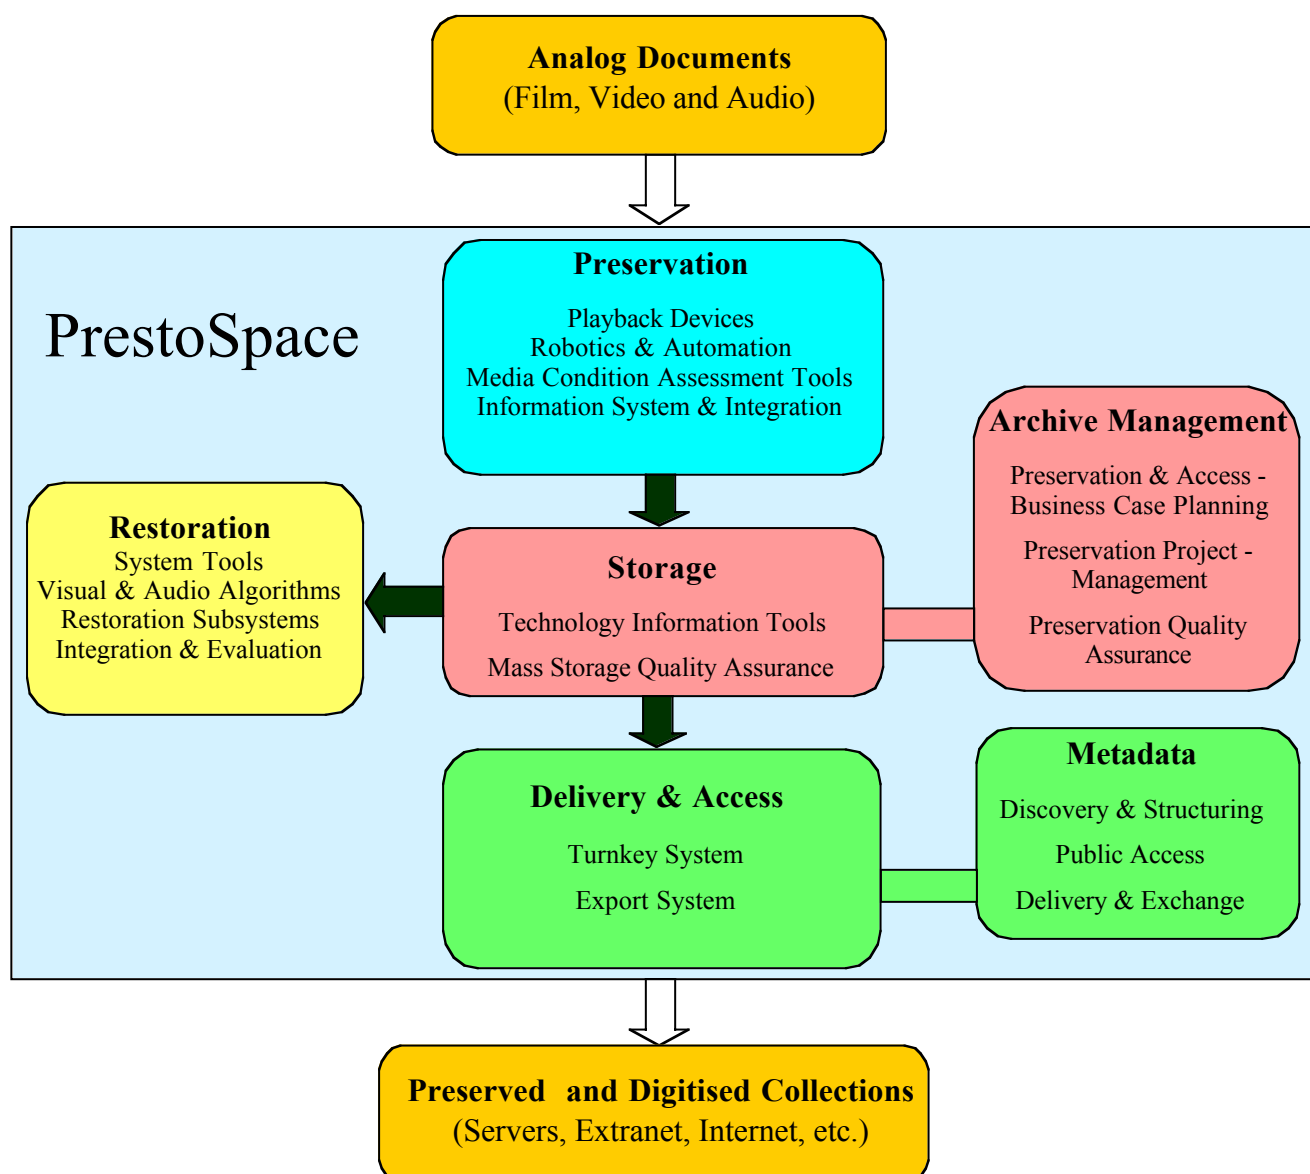 Analog Documents
(Film, Video and Audio)
PrestoSpace
Preservation
Playback Devices
Robotics & Automation
Media Condition Assessment Tools
Information System & Integration
Archive Management
Preservation & Access -
Business Case Planning
Preservation Project -
Management
Preservation Quality
Assurance
Restoration
System Tools
Visual & Audio Algorithms
Restoration Subsystems
Integration & Evaluation
Storage
Technology Information Tools
Mass Storage Quality Assurance
Delivery & Access
Turnkey System
Export System
Metadata
Discovery & Structuring
Public Access
Delivery & Exchange
Preserved and Digitised Collections
(Servers, Extranet, Internet, etc.)